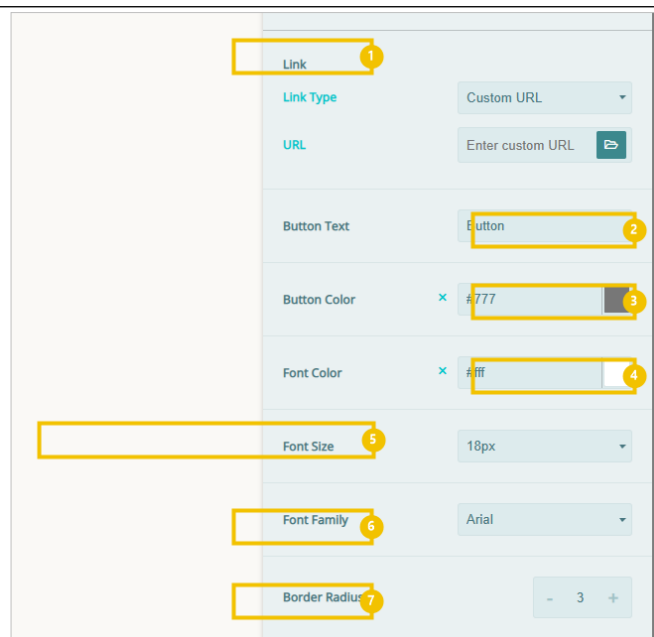 Link 1
Link Type Custom URL
URL Enter custom URL
Button Text Button 2
Button Color × #777 3
Font Color × #fff 4
Font Size 5 18px
Font Family 6 Arial
Border Radius 7 - 3 +